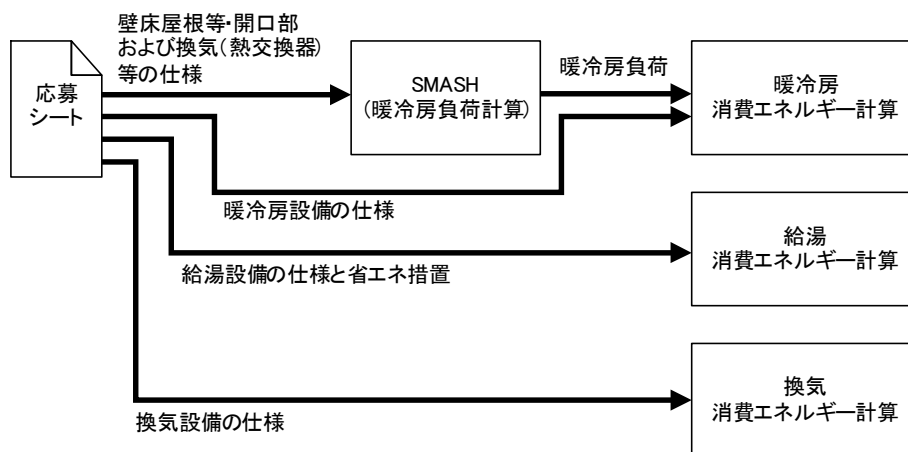 壁床屋根等・開口部
および換気(熱交換器)
等の仕様
応募
シート
SMASH
(暖冷房負荷計算)
暖冷房負荷
暖冷房
消費エネルギー計算
暖冷房設備の仕様
給湯
消費エネルギー計算
給湯設備の仕様と省エネ措置
換気
消費エネルギー計算
換気設備の仕様